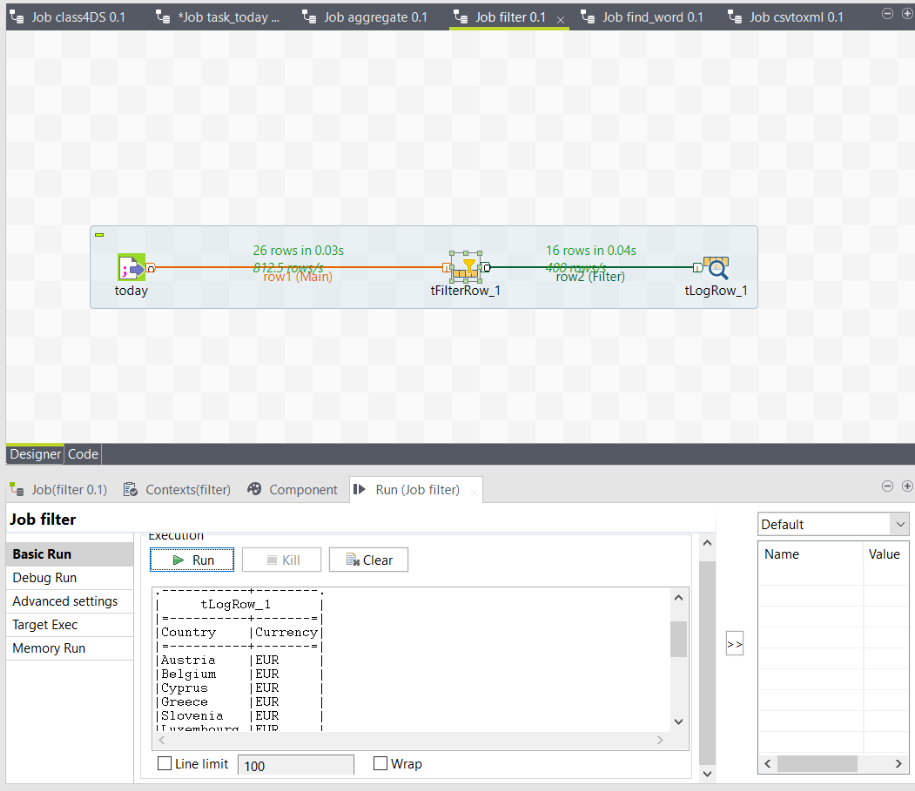 Job class4DS 0.1
*Job task_today ...
Job aggregate 0.1
Job filter 0.1
Job find_word 0.1
Job csvtoxml 0.1
26 rows in 0.03s
812.5 rows/s
row1 (Main)
16 rows in 0.04s
400 rows/s
row2 (Filter)
today
tFilterRow_1
tLogRow_1
Designer
Code
Job(filter 0.1)
Contexts(filter)
Component
Run (Job filter)
Job filter
Basic Run
Debug Run
Advanced settings
Target Exec
Memory Run
Execution
Run
Kill
Clear
.-----------+--------.
|      tLogRow_1      |
|=-----------+--------=|
|Country    |Currency|
|=-----------+--------=|
|Austria    |EUR     |
|Belgium    |EUR     |
|Cyprus     |EUR     |
|Greece     |EUR     |
|Slovenia   |EUR     |
|Luxembourg |EUR     |
Line limit
100
Wrap
>>
Default
Name
Value